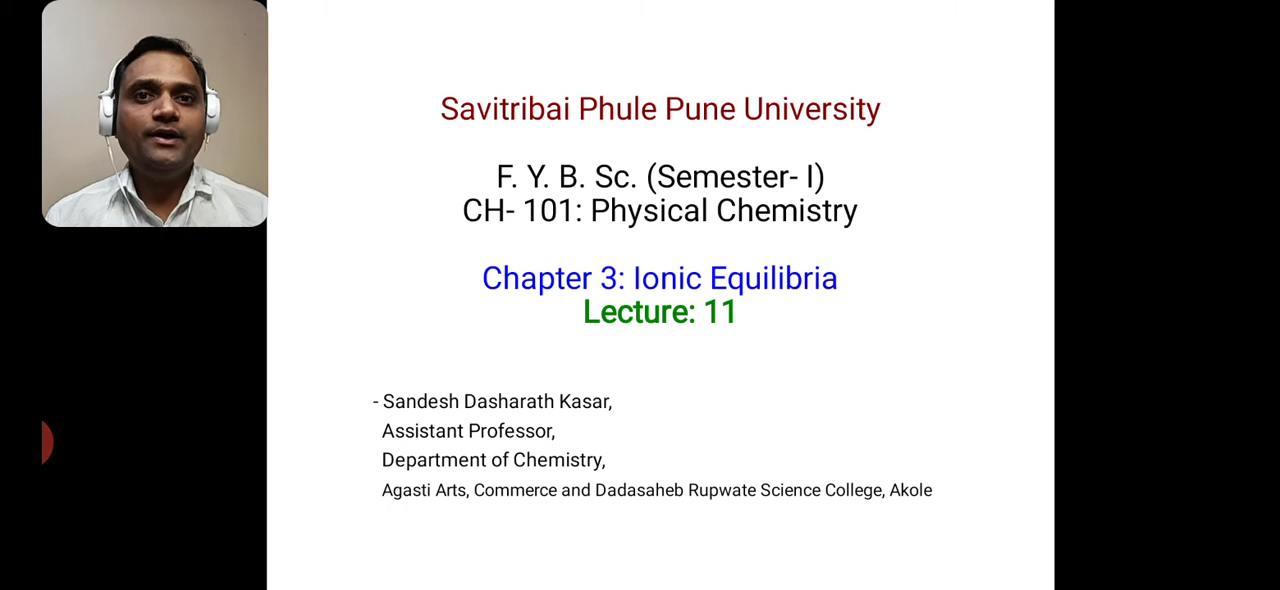 Savitribai Phule Pune University
F. Y. B. Sc. (Semester- I)
CH- 101: Physical Chemistry
Chapter 3: Ionic Equilibria
Lecture: 11
- Sandesh Dasharath Kasar,
Assistant Professor,
Department of Chemistry,
Agasti Arts, Commerce and Dadasaheb Rupwate Science College, Akole